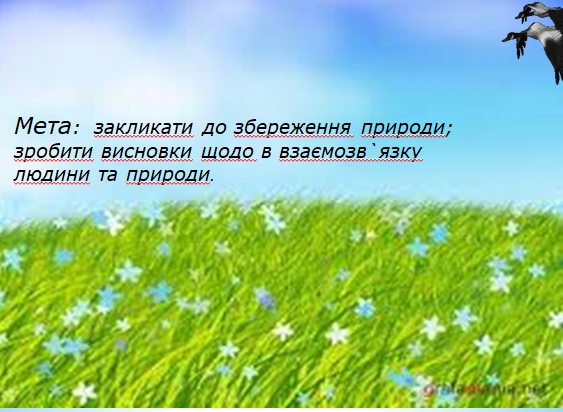 Мета: закликати до збереження природи;
зробити висновки щодо в взаємозв`язку
людини та природи.